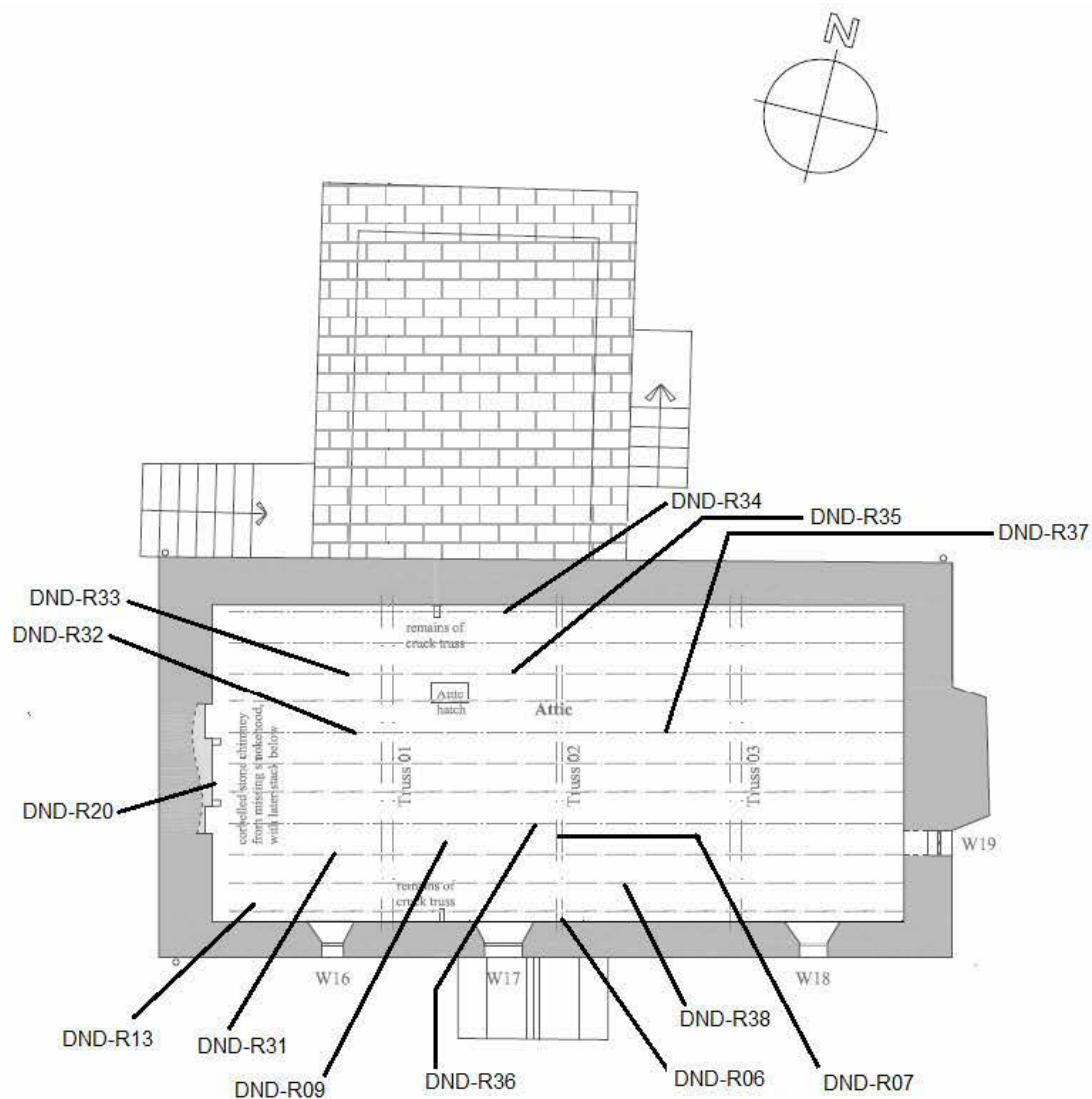 N
DND-R34
DND-R35
DND-R37
DND-R33
DND-R32
remains of
cruck truss
Attic
hatch
Attic
corbelled stone chimney
from missing smokehood,
with later stack below
Truss 01
Truss 02
Truss 03
DND-R20
W19
remains of
cruck truss
W16
W17
W18
DND-R13
DND-R31
DND-R09
DND-R36
DND-R38
DND-R06
DND-R07